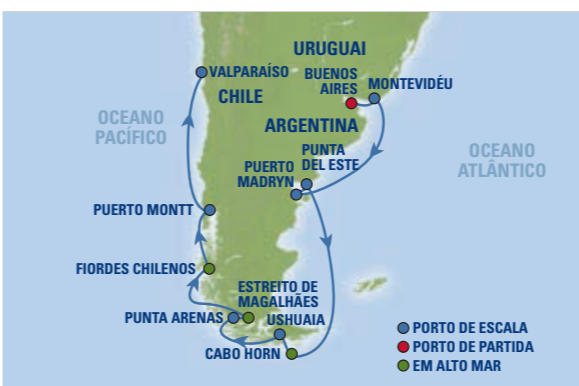 URUGUAI
BUENOS
AIRES
MONTEVIDÉU
VALPARAÍSO
CHILE
OCEANO
PACÍFICO
ARGENTINA
PUNTA
DEL ESTE
OCEANO
ATLÂNTICO
PUERTO
MADRYN
PUERTO MONTT
FIORDES CHILENOS
ESTREITO DE
MAGALHÃES
PUNTA ARENAS
USHUAIA
CABO HORN
PORTO DE ESCALA
PORTO DE PARTIDA
EM ALTO MAR